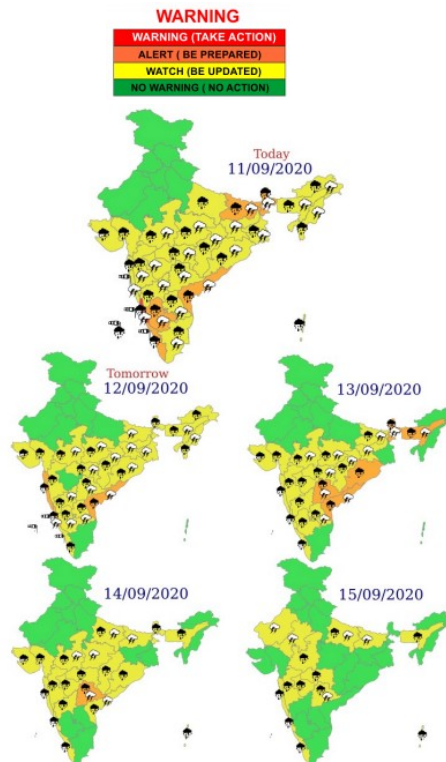 WARNING
WARNING (TAKE ACTION)
ALERT ( BE PREPARED)
WATCH (BE UPDATED)
NO WARNING ( NO ACTION)
Today
11/09/2020
Tomorrow
12/09/2020
13/09/2020
14/09/2020
15/09/2020